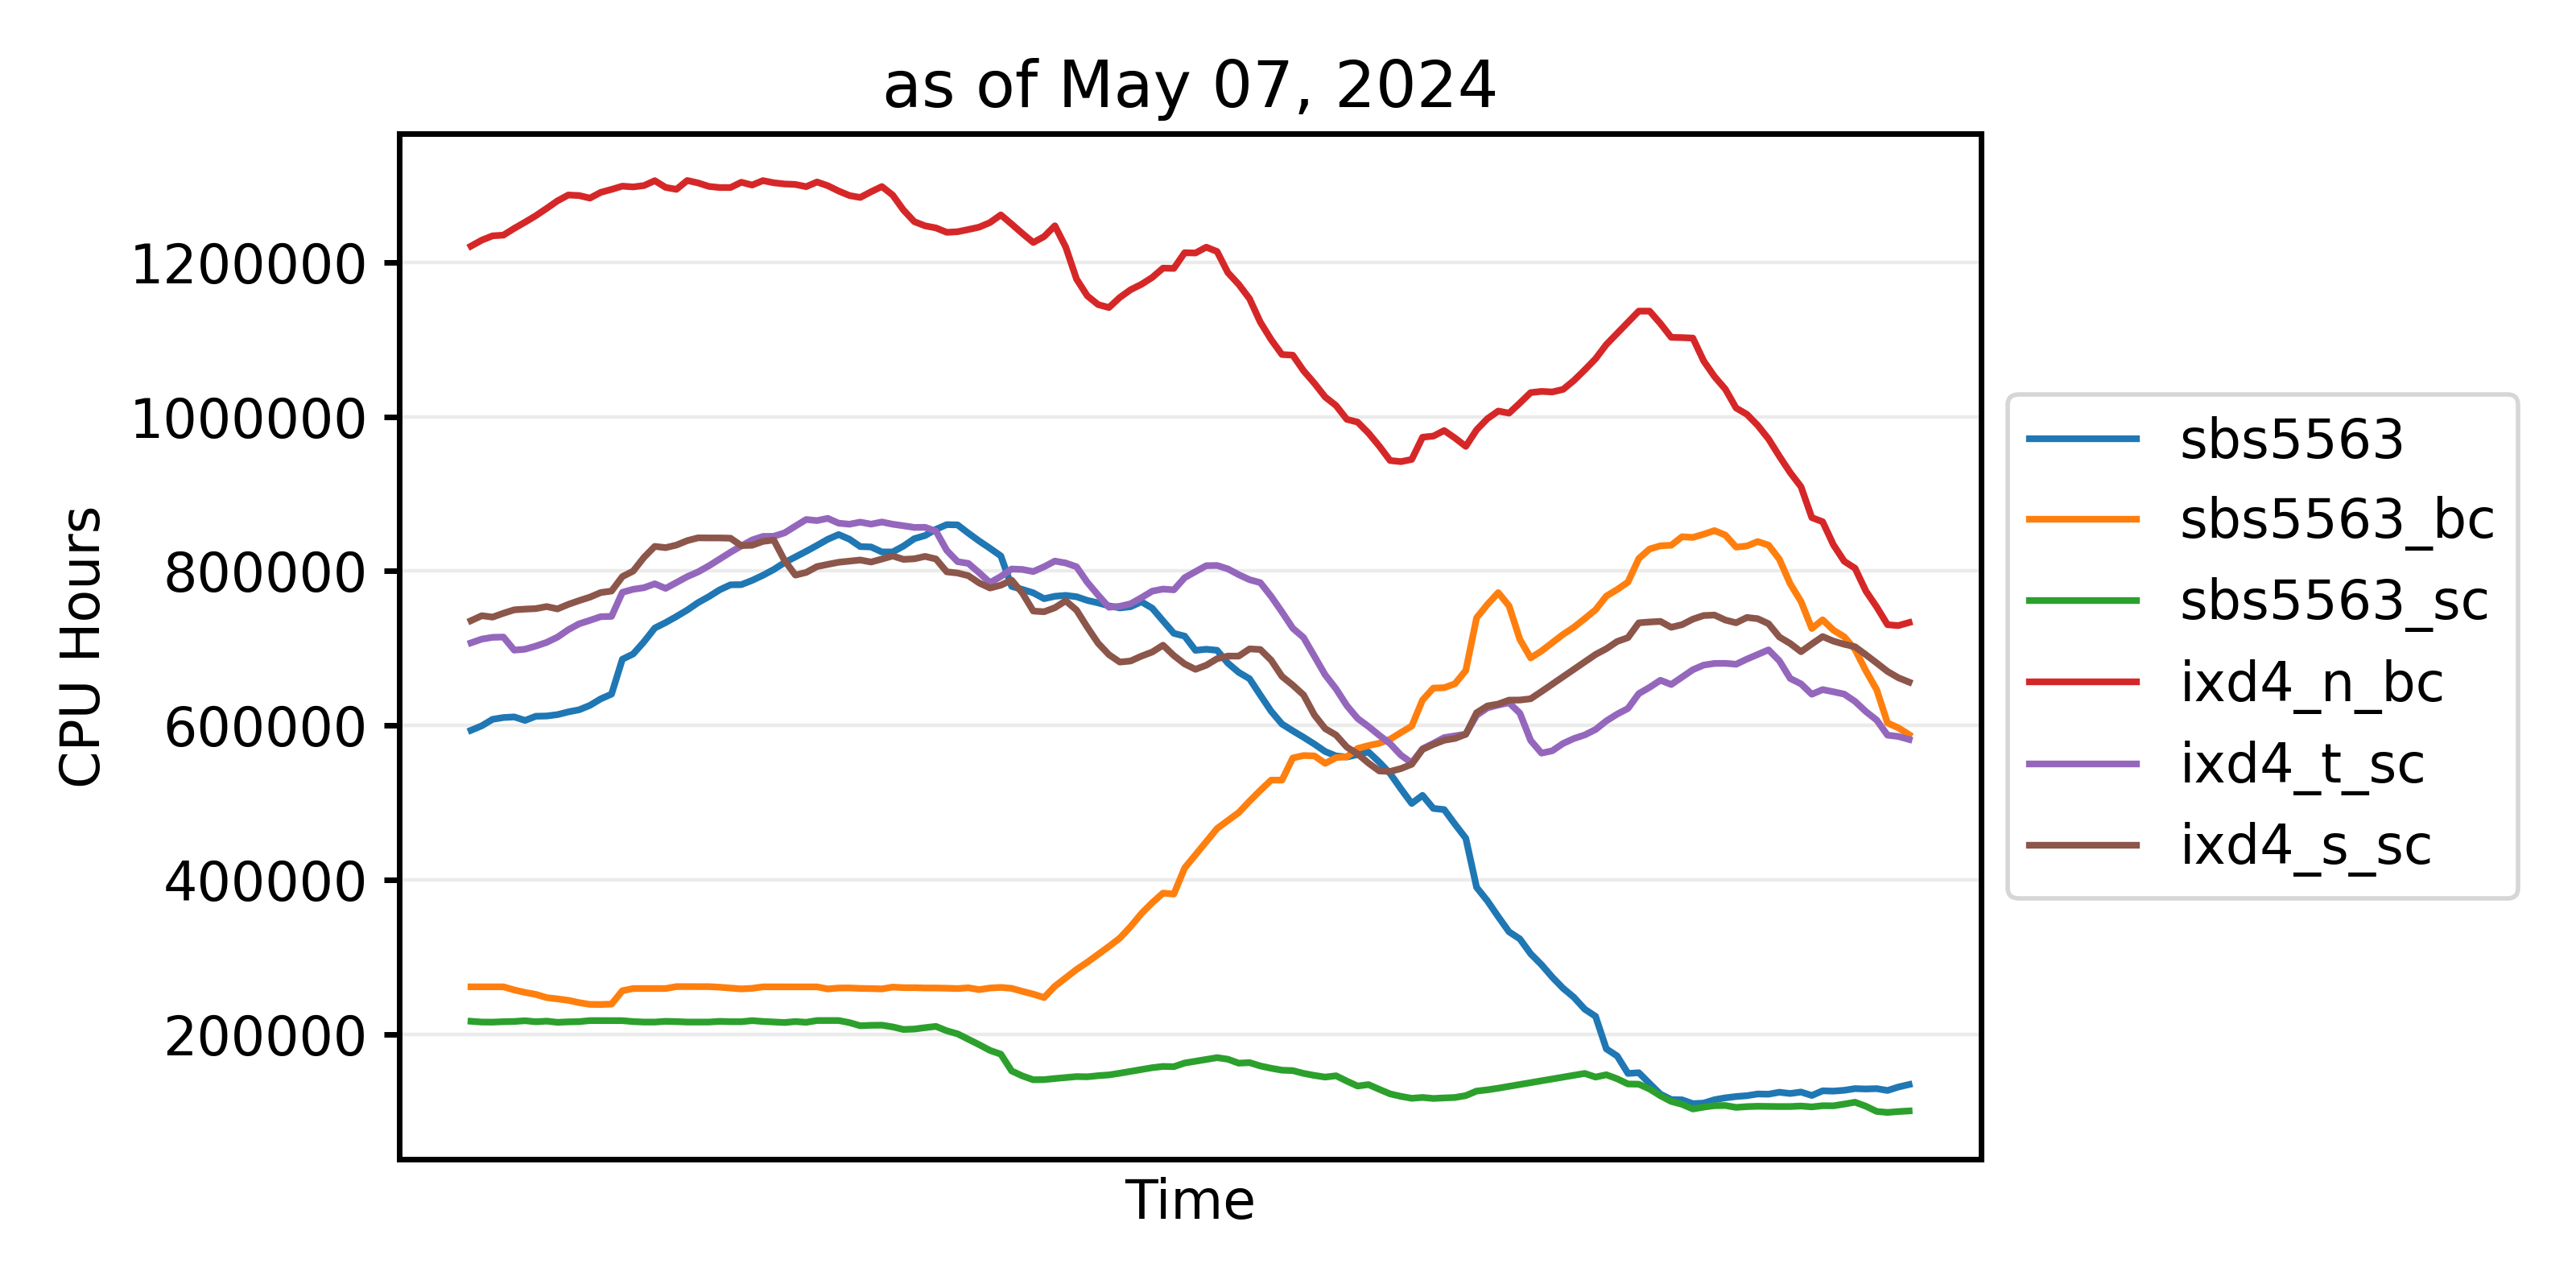 as of May 07, 2024
1200000
1000000
800000
600000
400000
200000
CPU Hours
Time
sbs5563
sbs5563_bc
sbs5563_sc
ixd4_n_bc
ixd4_t_sc
ixd4_s_sc